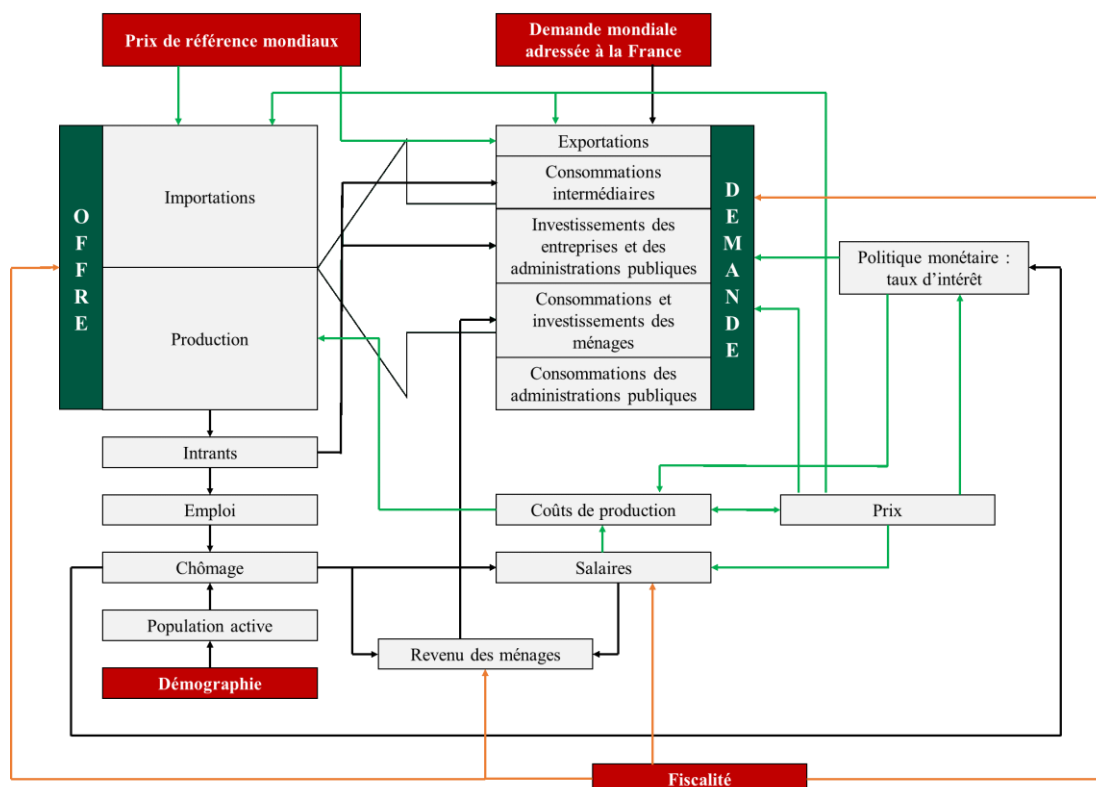 Prix de référence mondiaux
Demande mondiale
adressée à la France
OFFRE
Importations
Production
Exportations
Consommations
intermédiaires
Investissements des
entreprises et des
administrations publiques
Consommations et
investissements des
ménages
Consommations des
administrations publiques
DEMANDE
Politique monétaire :
taux d’intérêt
Intrants
Emploi
Coûts de production
Prix
Chômage
Salaires
Population active
Revenu des ménages
Démographie
Fiscalité